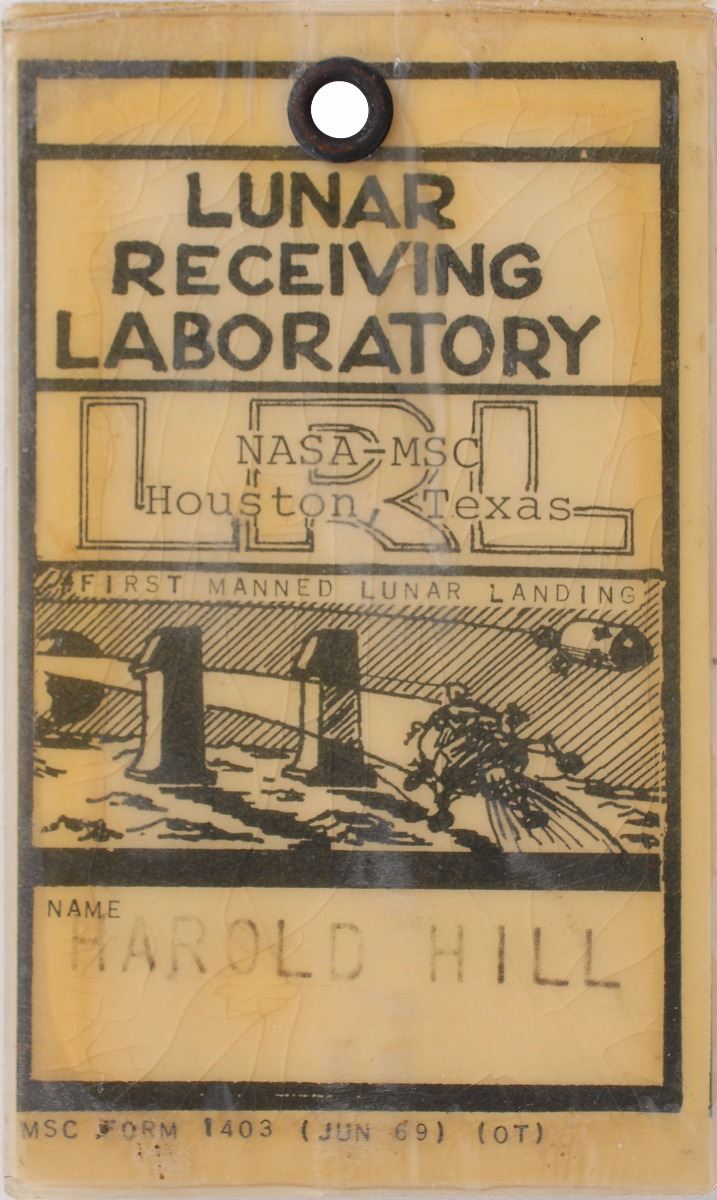 LUNAR
RECEIVING
LABORATORY
LRL
NASA-MSC
Houston, Texas
FIRST MANNED LUNAR LANDING
11
NAME
HAROLD HILL
MSC FORM 1403 (JUN 69) (OT)